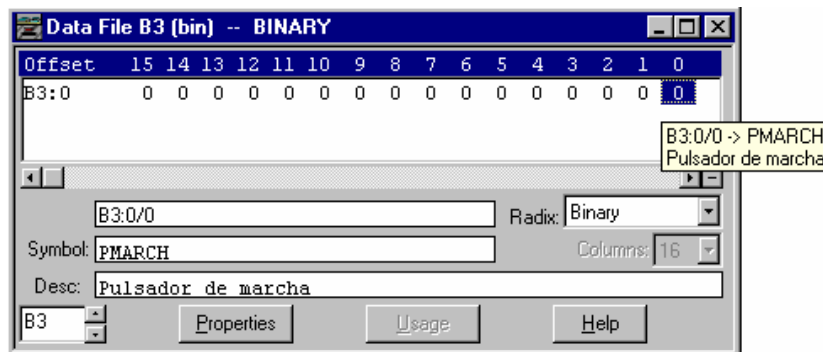 Data File B3 (bin) -- BINARY
Offset 15 14 13 12 11 10 9 8 7 6 5 4 3 2 1 0
B3:0 0 0 0 0 0 0 0 0 0 0 0 0 0 0 0 0
B3:0/0 -> PMARCH
Pulsador de marcha
B3:0/0 Radix: Binary
Symbol: PMARCH Columns: 16
Desc: Pulsador de marcha
B3 Properties Usage Help